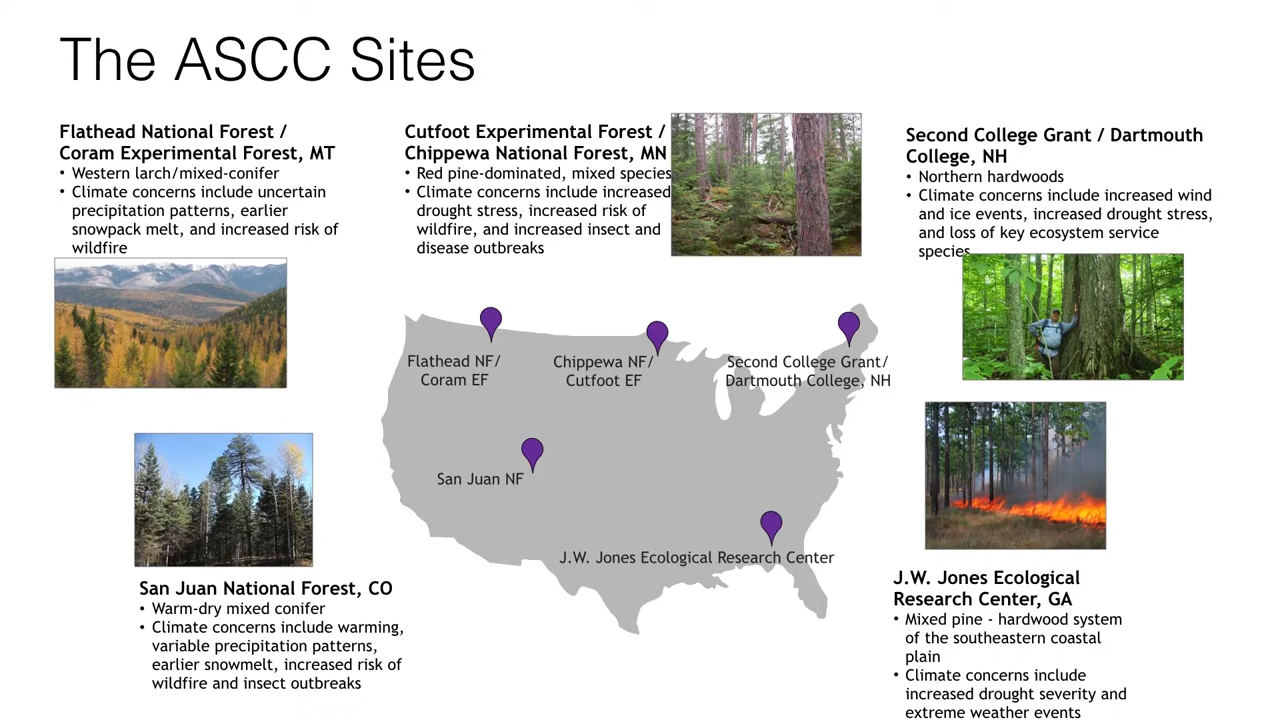 The ASCC Sites
Flathead National Forest /
Coram Experimental Forest, MT
• Western larch/mixed-conifer
• Climate concerns include uncertain
precipitation patterns, earlier
snowpack melt, and increased risk of
wildfire
Cutfoot Experimental Forest /
Chippewa National Forest, MN
• Red pine-dominated, mixed species
• Climate concerns include increased
drought stress, increased risk of
wildfire, and increased insect and
disease outbreaks
Second College Grant / Dartmouth
College, NH
• Northern hardwoods
• Climate concerns include increased wind
and ice events, increased drought stress,
and loss of key ecosystem service
species
Flathead NF/
Coram EF
Chippewa NF/
Cutfoot EF
Second College Grant/
Dartmouth College, NH
San Juan NF
J.W. Jones Ecological Research Center
San Juan National Forest, CO
• Warm-dry mixed conifer
• Climate concerns include warming,
variable precipitation patterns,
earlier snowmelt, increased risk of
wildfire and insect outbreaks
J.W. Jones Ecological
Research Center, GA
• Mixed pine - hardwood system
of the southeastern coastal
plain
• Climate concerns include
increased drought severity and
extreme weather events